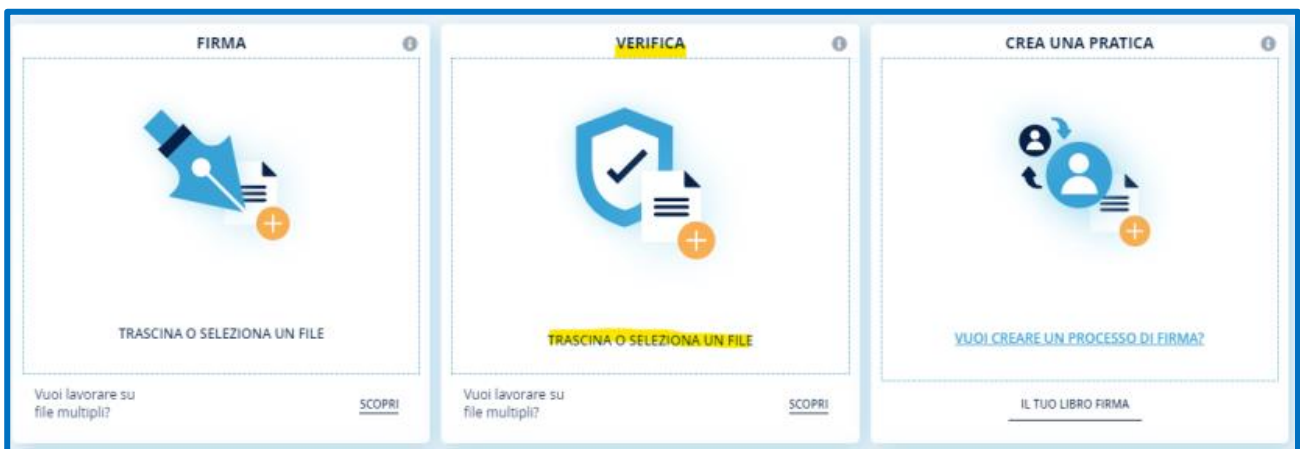 FIRMA
TRASCINA O SELEZIONA UN FILE
Vuoi lavorare su
file multipli?
SCOPRI
VERIFICA
TRASCINA O SELEZIONA UN FILE
Vuoi lavorare su
file multipli?
SCOPRI
CREA UNA PRATICA
VUOI CREARE UN PROCESSO DI FIRMA?
IL TUO LIBRO FIRMA